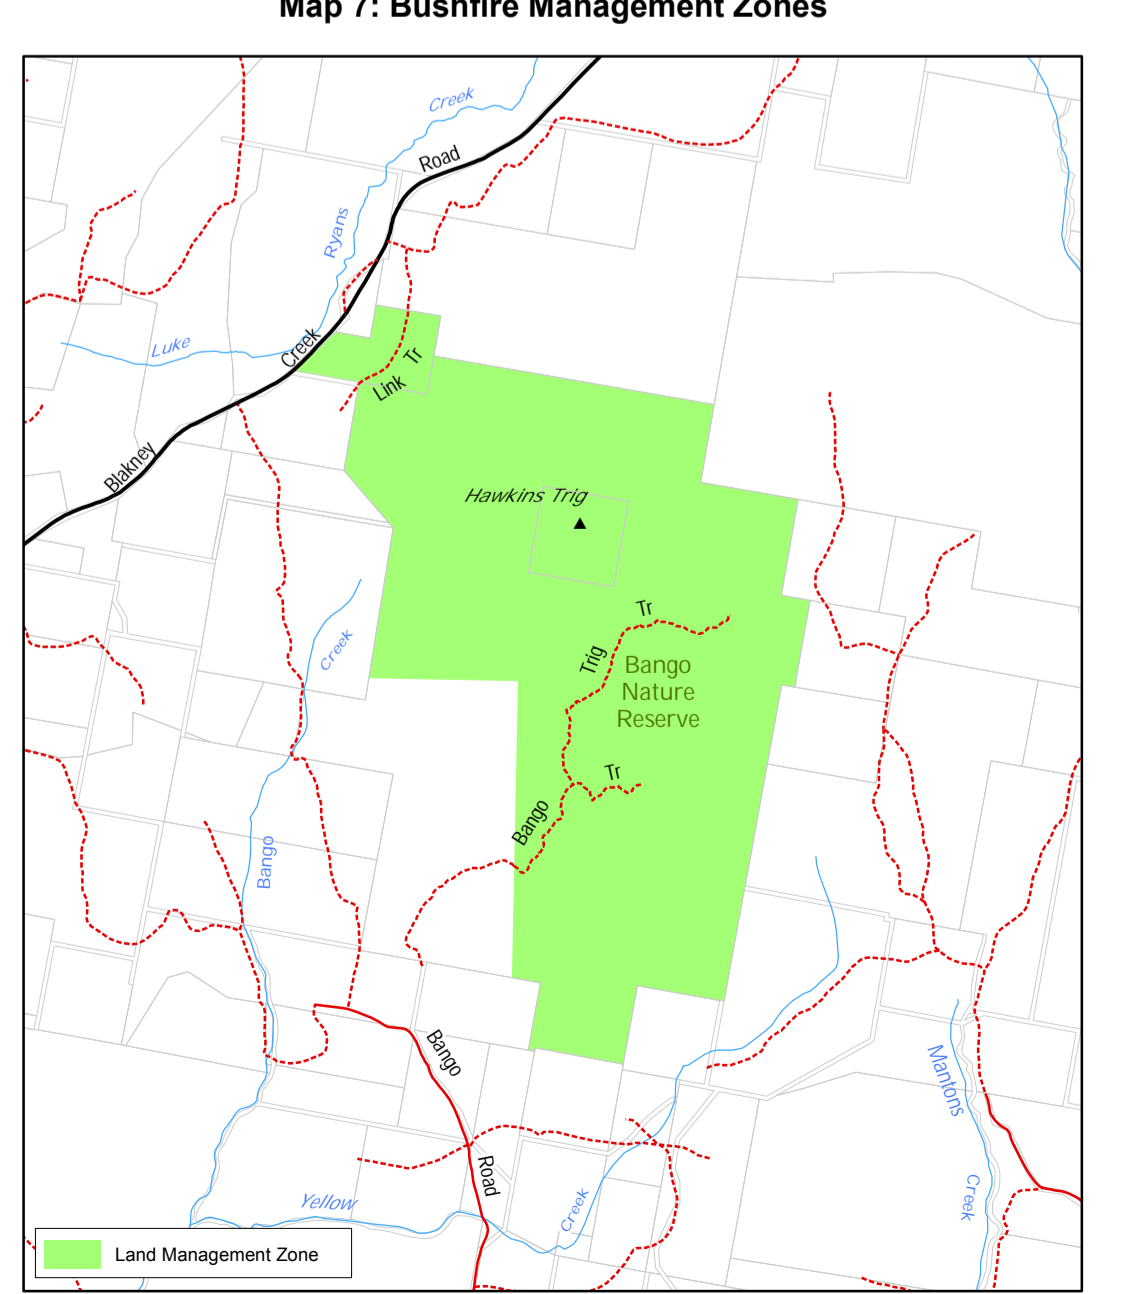 Map 7: Bushfire Management Zones
Creek
Road
Ryans
Luke
Creek
Link Tr
Blakney
Hawkins Trig
Tr
Trig
Creek
Bango
Nature
Reserve
Tr
Bango
Bango
Bango
Mantons
Road
Creek
Yellow
Creek
Land Management Zone